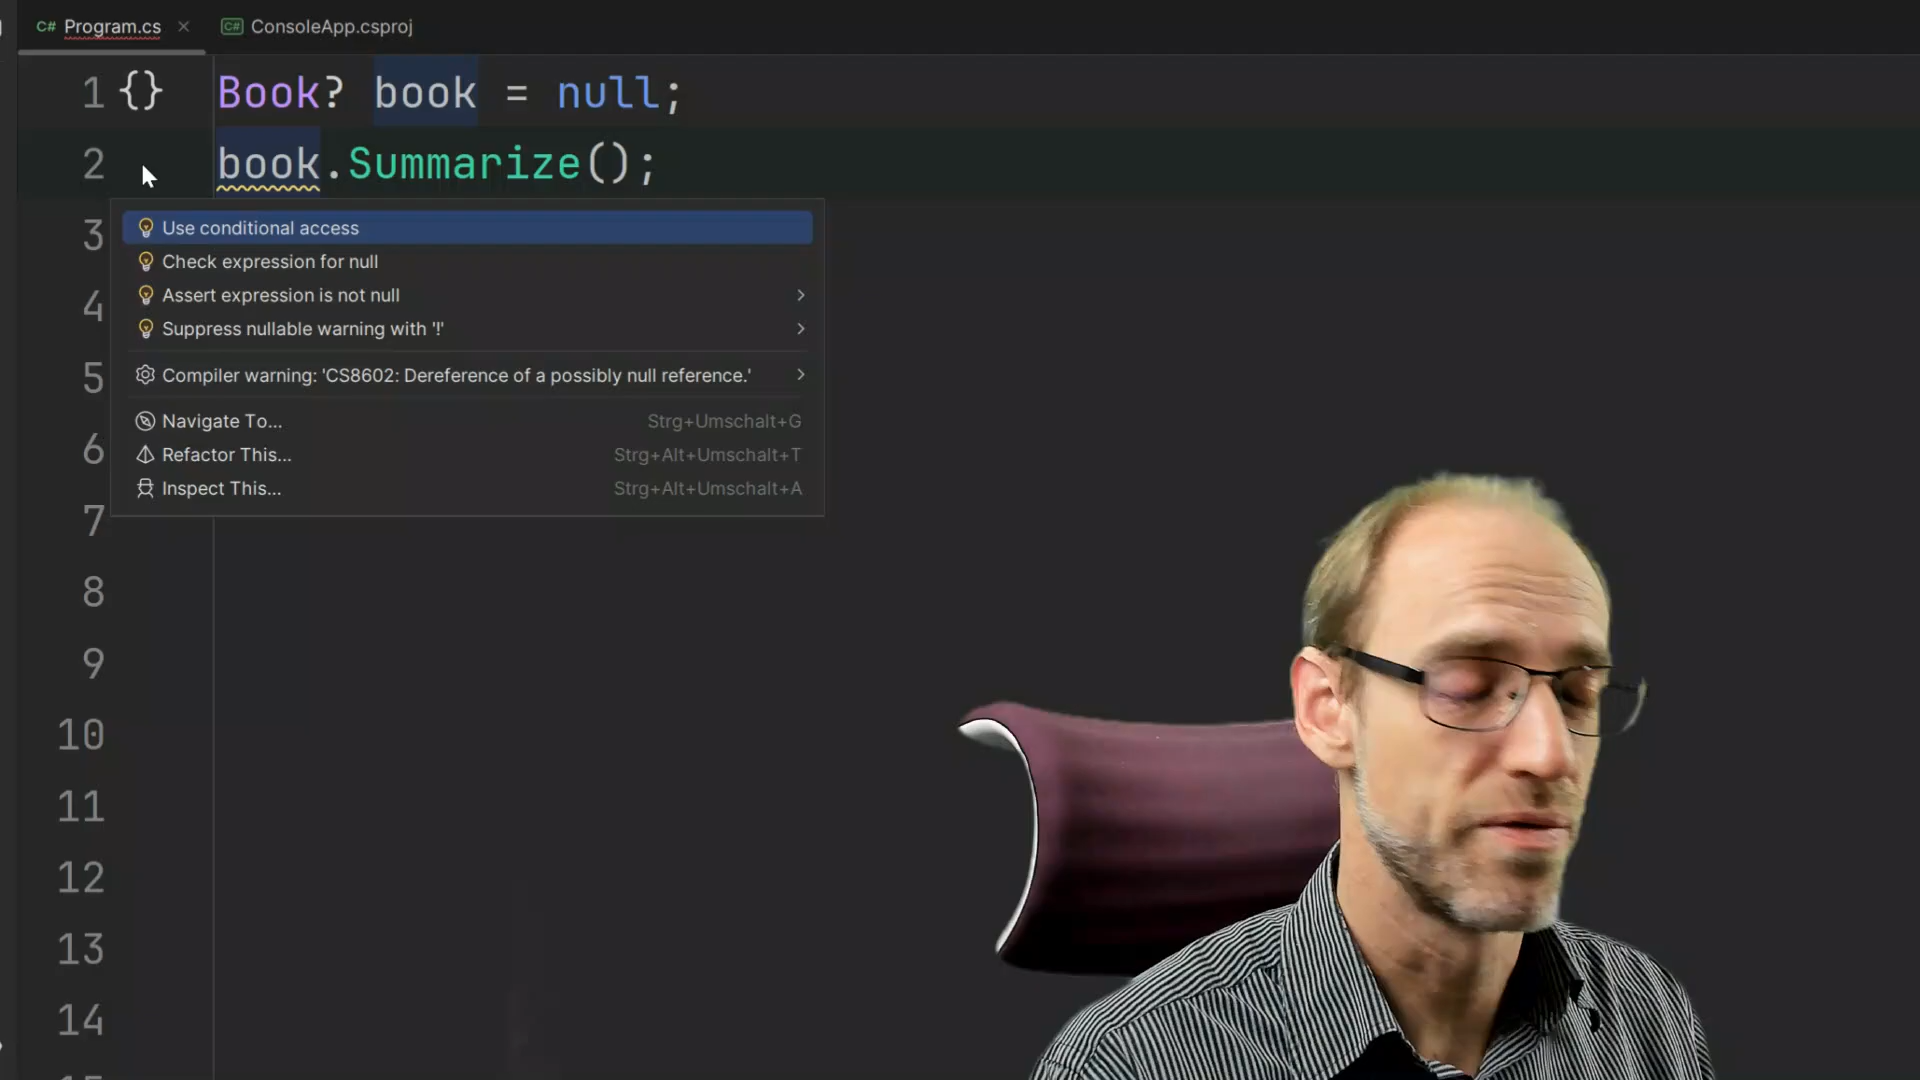 C# Program.cs ×
C# ConsoleApp.csproj
1 {} Book? book = null;
2 book.Summarize();
3
Use conditional access
Check expression for null
4
Assert expression is not null
Suppress nullable warning with '!'
5
Compiler warning: 'CS8602: Dereference of a possibly null reference.'
Navigate To... Strg+Umschalt+G
6
Refactor This... Strg+Alt+Umschalt+T
Inspect This... Strg+Alt+Umschalt+A
7
8
9
10
11
12
13
14
15